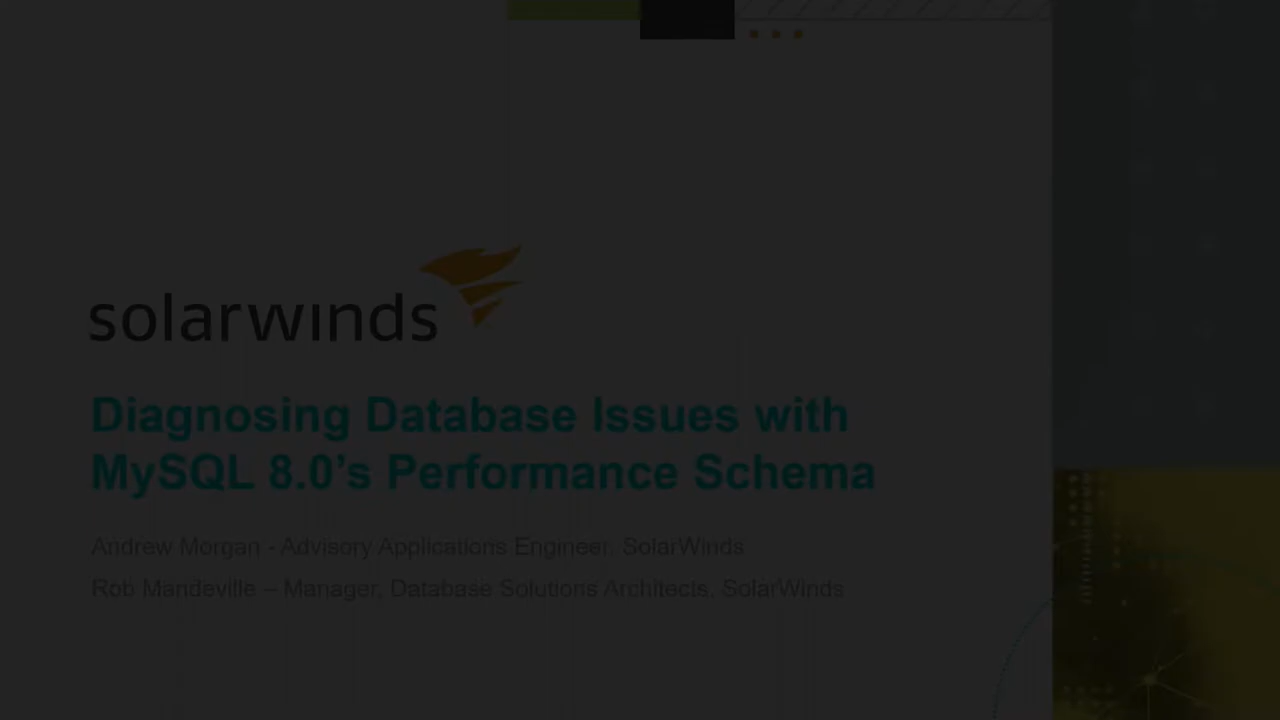 solarwinds
Diagnosing Database Issues with
MySQL 8.0’s Performance Schema
Andrew Morgan - Advisory Applications Engineer, SolarWinds
Rob Mandeville – Manager, Database Solutions Architects, SolarWinds